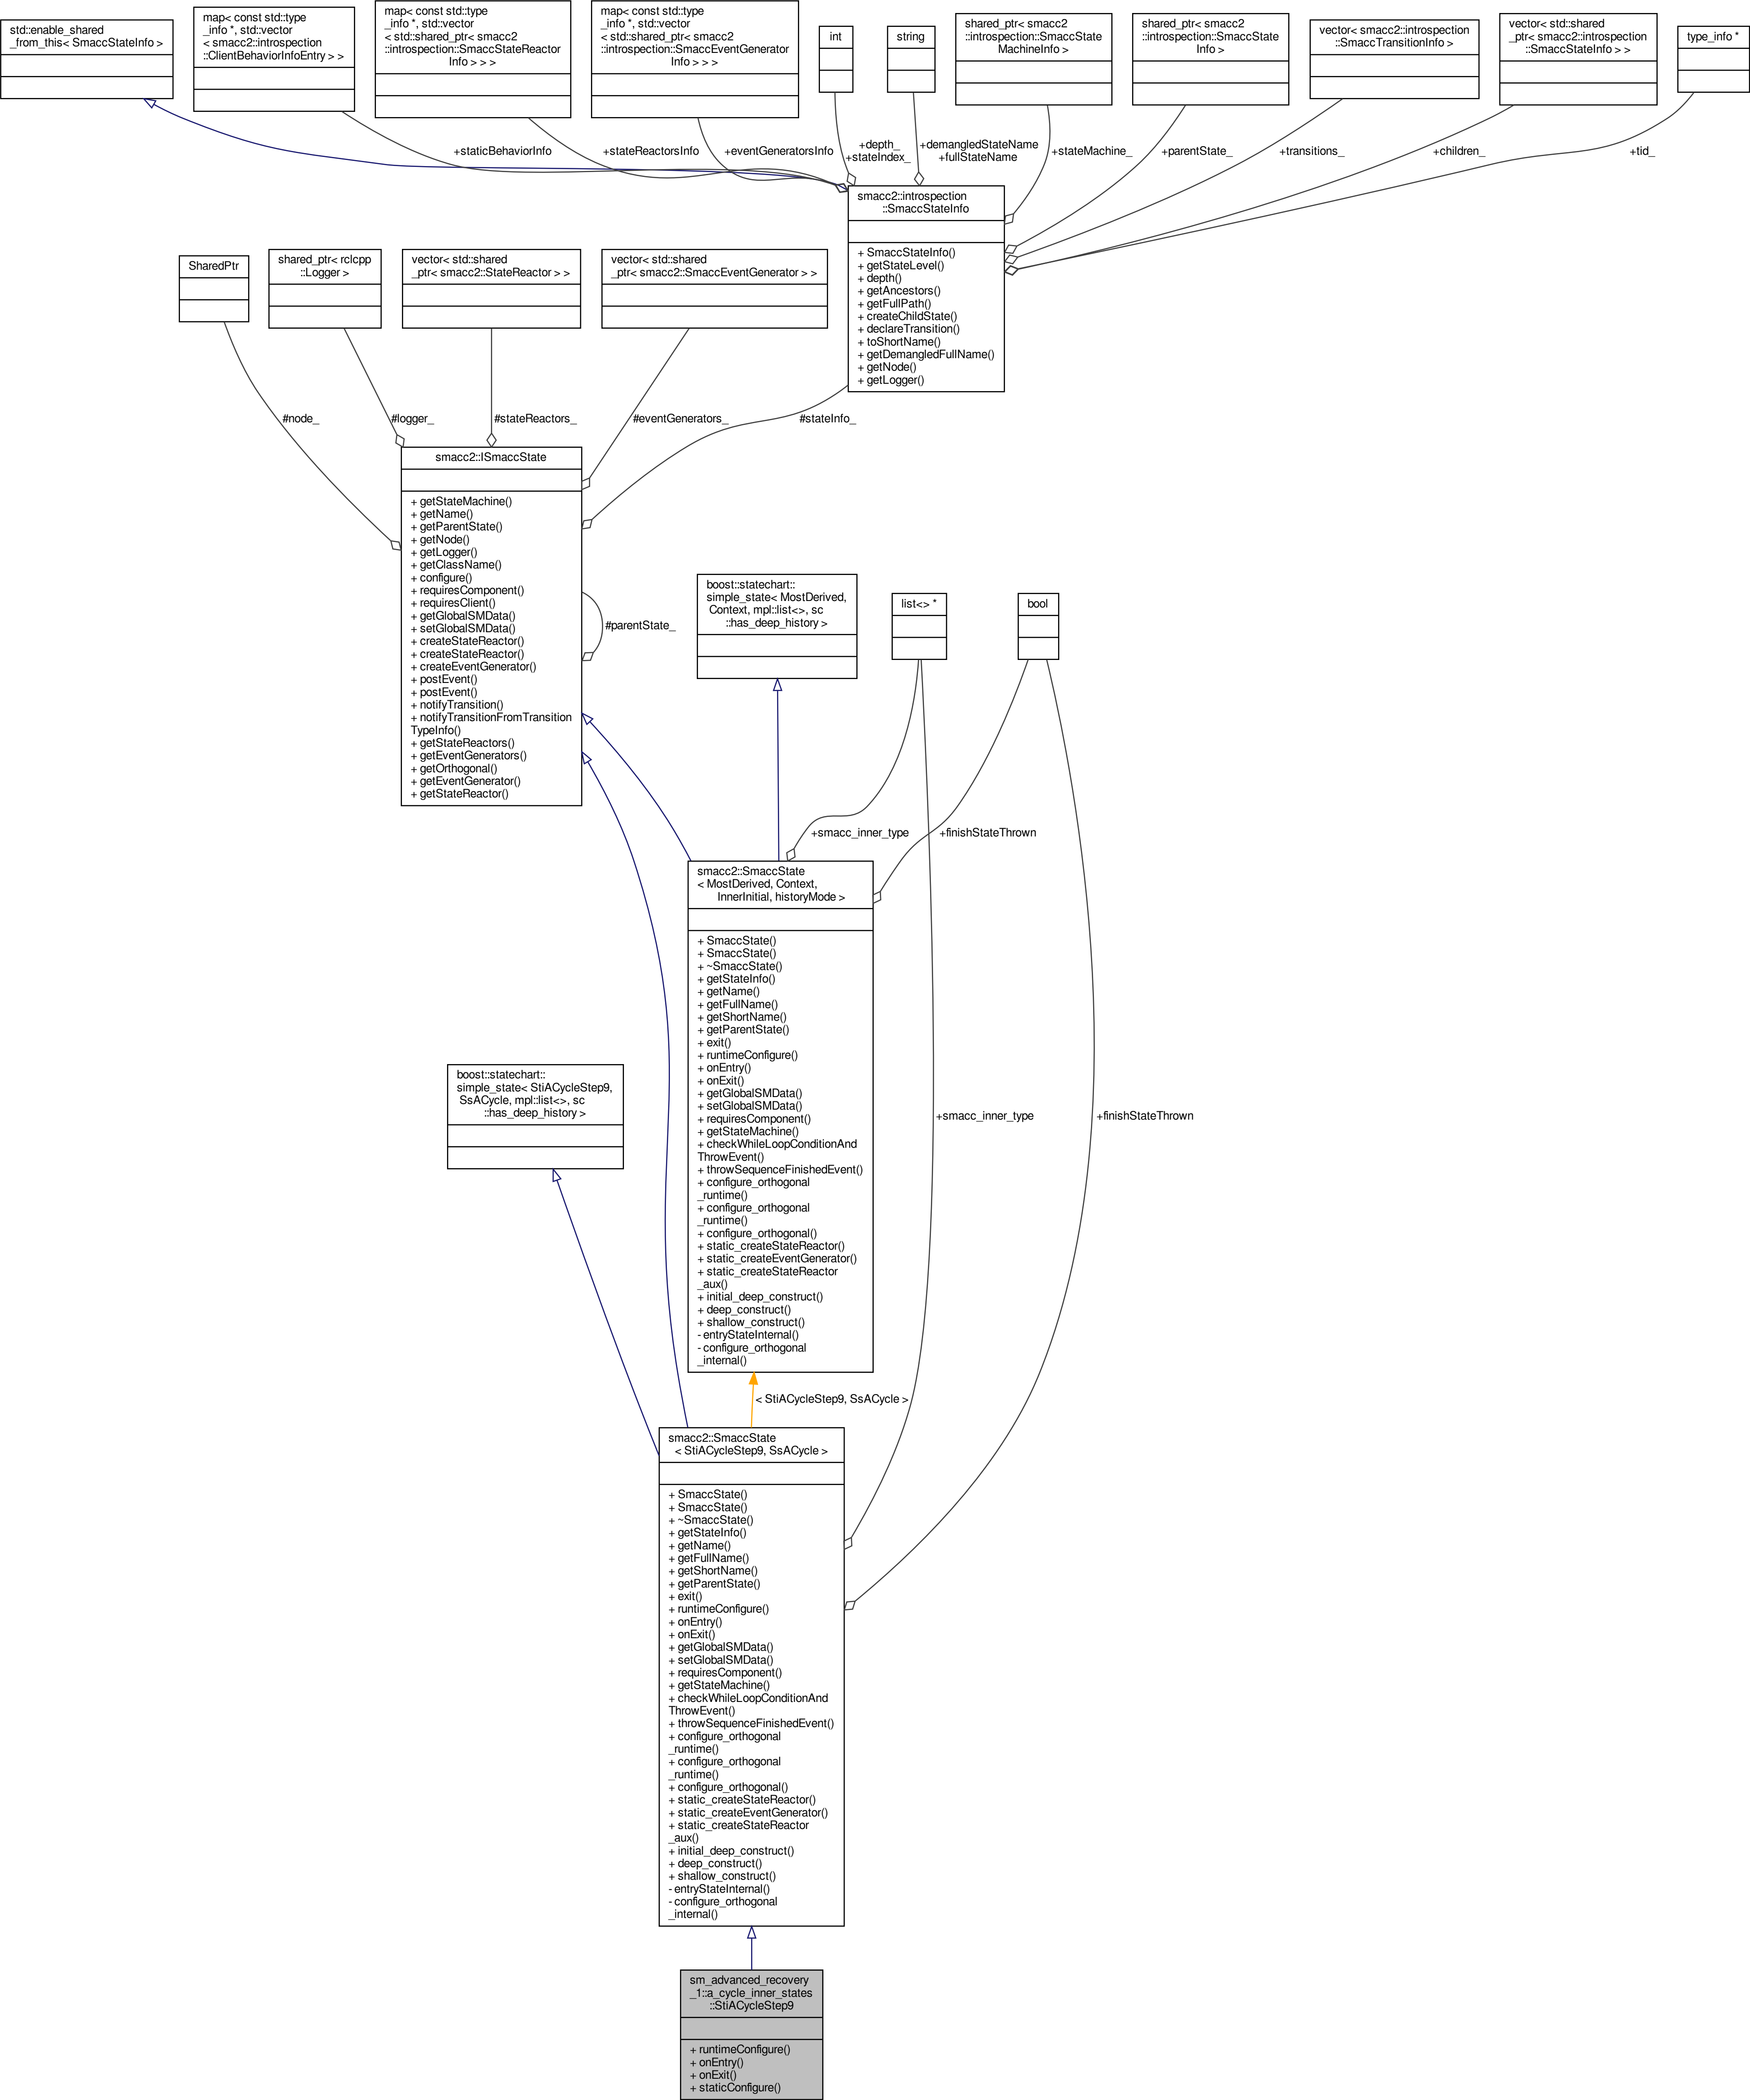 std::enable_shared
_from_this< SmaccStateInfo >
map< const std::type
_info *, std::vector
< smacc2::introspection
::ClientBehaviorInfoEntry > >
map< const std::type
_info *, std::vector
< std::shared_ptr< smacc2
::introspection::SmaccStateReactor
Info > > >
map< const std::type
_info *, std::vector
< std::shared_ptr< smacc2
::introspection::SmaccEventGenerator
Info > > >
int
string
shared_ptr< smacc2
::introspection::SmaccState
MachineInfo >
shared_ptr< smacc2
::introspection::SmaccState
Info >
vector< smacc2::introspection
::SmaccTransitionInfo >
vector< std::shared
_ptr< smacc2::introspection
::SmaccStateInfo > >
type_info *
+staticBehaviorInfo
+stateReactorsInfo
+eventGeneratorsInfo
+depth_
+stateIndex_
+demangledStateName
+fullStateName
+stateMachine_
+parentState_
+transitions_
+children_
+tid_
smacc2::introspection
::SmaccStateInfo
+ SmaccStateInfo()
+ getStateLevel()
+ depth()
+ getAncestors()
+ getFullPath()
+ createChildState()
+ declareTransition()
+ toShortName()
+ getDemangledFullName()
+ getNode()
+ getLogger()
SharedPtr
shared_ptr< rclcpp
::Logger >
vector< std::shared
_ptr< smacc2::StateReactor > >
vector< std::shared
_ptr< smacc2::SmaccEventGenerator > >
#node_
#logger_
#stateReactors_
#eventGenerators_
#stateInfo_
smacc2::ISmaccState
+ getStateMachine()
+ getName()
+ getParentState()
+ getNode()
+ getLogger()
+ getClassName()
+ configure()
+ requiresComponent()
+ requiresClient()
+ getGlobalSMData()
+ setGlobalSMData()
+ createStateReactor()
+ createStateReactor()
+ createEventGenerator()
+ postEvent()
+ postEvent()
+ notifyTransition()
+ notifyTransitionFromTransition
TypeInfo()
+ getStateReactors()
+ getEventGenerators()
+ getOrthogonal()
+ getEventGenerator()
+ getStateReactor()
#parentState_
boost::statechart::
simple_state< MostDerived,
Context, mpl::list<>, sc
::has_deep_history >
list<> *
bool
+smacc_inner_type
+finishStateThrown
smacc2::SmaccState
< MostDerived, Context,
InnerInitial, historyMode >
+ SmaccState()
+ SmaccState()
+ ~SmaccState()
+ getStateInfo()
+ getName()
+ getFullName()
+ getShortName()
+ getParentState()
+ exit()
+ runtimeConfigure()
+ onEntry()
+ onExit()
+ getGlobalSMData()
+ setGlobalSMData()
+ requiresComponent()
+ getStateMachine()
+ checkWhileLoopConditionAnd
ThrowEvent()
+ throwSequenceFinishedEvent()
+ configure_orthogonal
_runtime()
+ configure_orthogonal
_runtime()
+ configure_orthogonal()
+ static_createStateReactor()
+ static_createEventGenerator()
+ static_createStateReactor
_aux()
+ initial_deep_construct()
+ deep_construct()
+ shallow_construct()
- entryStateInternal()
- configure_orthogonal
_internal()
boost::statechart::
simple_state< StiACycleStep9,
SsACycle, mpl::list<>, sc
::has_deep_history >
+smacc_inner_type
+finishStateThrown
< StiACycleStep9, SsACycle >
smacc2::SmaccState
< StiACycleStep9, SsACycle >
+ SmaccState()
+ SmaccState()
+ ~SmaccState()
+ getStateInfo()
+ getName()
+ getFullName()
+ getShortName()
+ getParentState()
+ exit()
+ runtimeConfigure()
+ onEntry()
+ onExit()
+ getGlobalSMData()
+ setGlobalSMData()
+ requiresComponent()
+ getStateMachine()
+ checkWhileLoopConditionAnd
ThrowEvent()
+ throwSequenceFinishedEvent()
+ configure_orthogonal
_runtime()
+ configure_orthogonal
_runtime()
+ configure_orthogonal()
+ static_createStateReactor()
+ static_createEventGenerator()
+ static_createStateReactor
_aux()
+ initial_deep_construct()
+ deep_construct()
+ shallow_construct()
- entryStateInternal()
- configure_orthogonal
_internal()
sm_advanced_recovery
_1::a_cycle_inner_states
::StiACycleStep9
+ runtimeConfigure()
+ onEntry()
+ onExit()
+ staticConfigure()